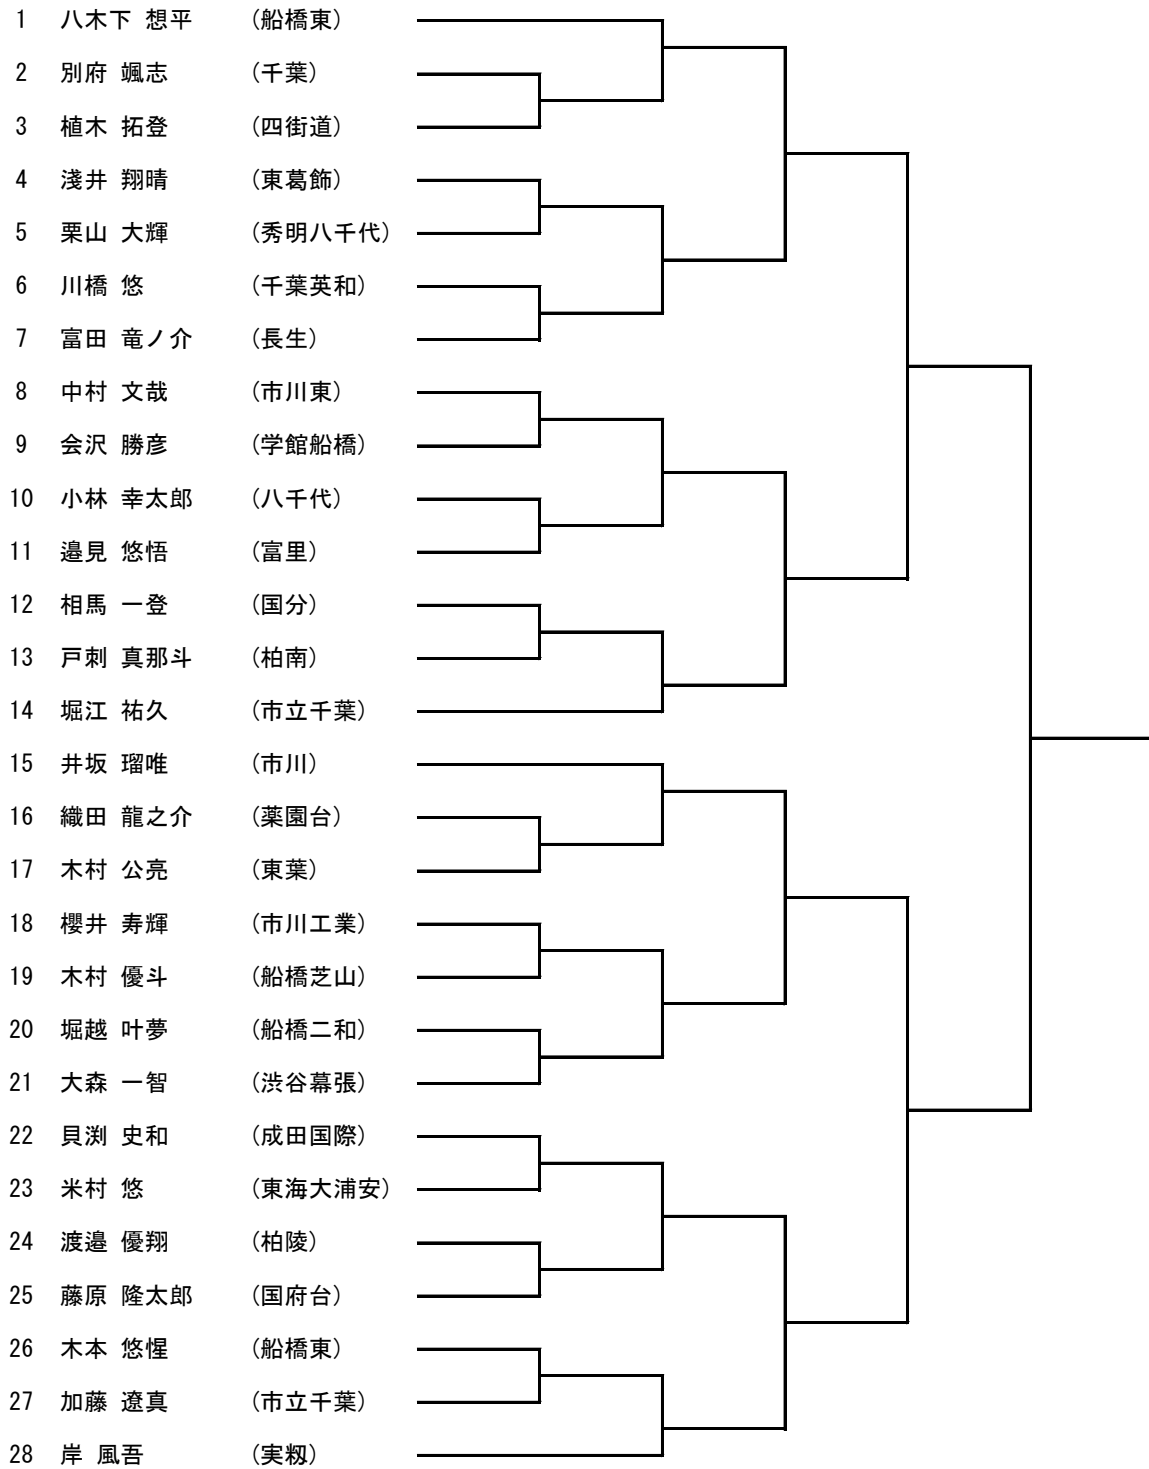 1 八木下 想平 (船橋東)
2 別府 颯志 (千葉)
3 植木 拓登 (四街道)
4 淺井 翔晴 (東葛飾)
5 栗山 大輝 (秀明八千代)
6 川橋 悠 (千葉英和)
7 富田 竜ノ介 (長生)
8 中村 文哉 (市川東)
9 会沢 勝彦 (学館船橋)
10 小林 幸太郎 (八千代)
11 邉見 悠悟 (富里)
12 相馬 一登 (国分)
13 戸刺 真那斗 (柏南)
14 堀江 祐久 (市立千葉)
15 井坂 瑠唯 (市川)
16 織田 龍之介 (薬園台)
17 木村 公亮 (東葉)
18 櫻井 寿輝 (市川工業)
19 木村 優斗 (船橋芝山)
20 堀越 叶夢 (船橋二和)
21 大森 一智 (渋谷幕張)
22 貝渕 史和 (成田国際)
23 米村 悠 (東海大浦安)
24 渡邉 優翔 (柏陵)
25 藤原 隆太郎 (国府台)
26 木本 悠惺 (船橋東)
27 加藤 遼真 (市立千葉)
28 岸 風吾 (実籾)